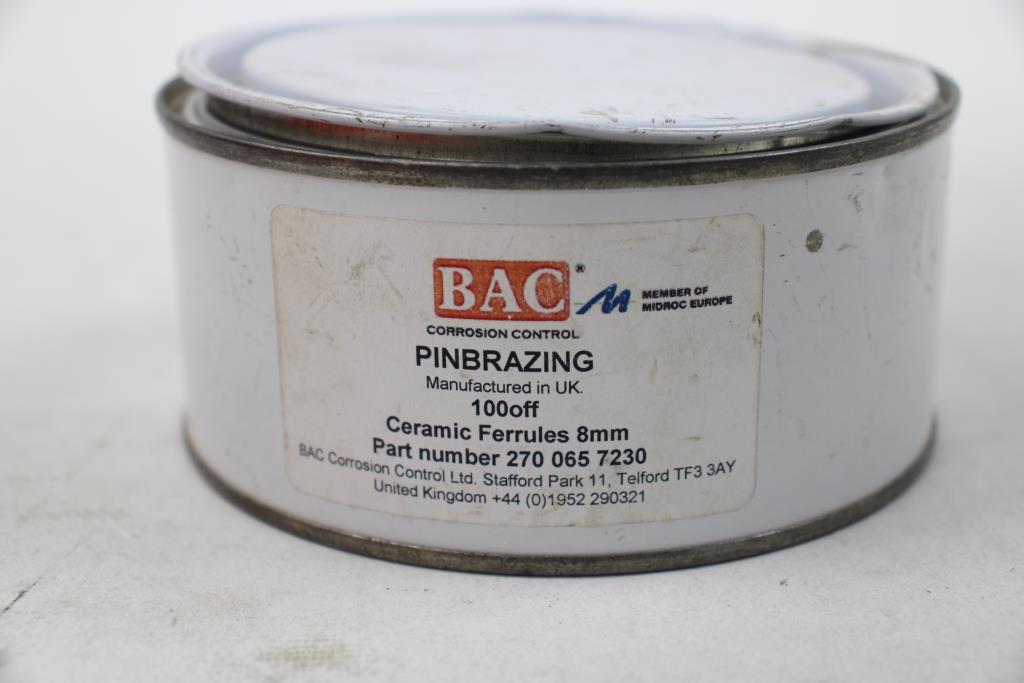 BAC®
MEMBER OF
MIDROC EUROPE
CORROSION CONTROL
PINBRAZING
Manufactured in UK.
100off
Ceramic Ferrules 8mm
Part number 270 065 7230
BAC Corrosion Control Ltd. Stafford Park 11, Telford TF3 3AY
United Kingdom +44 (0)1952 290321